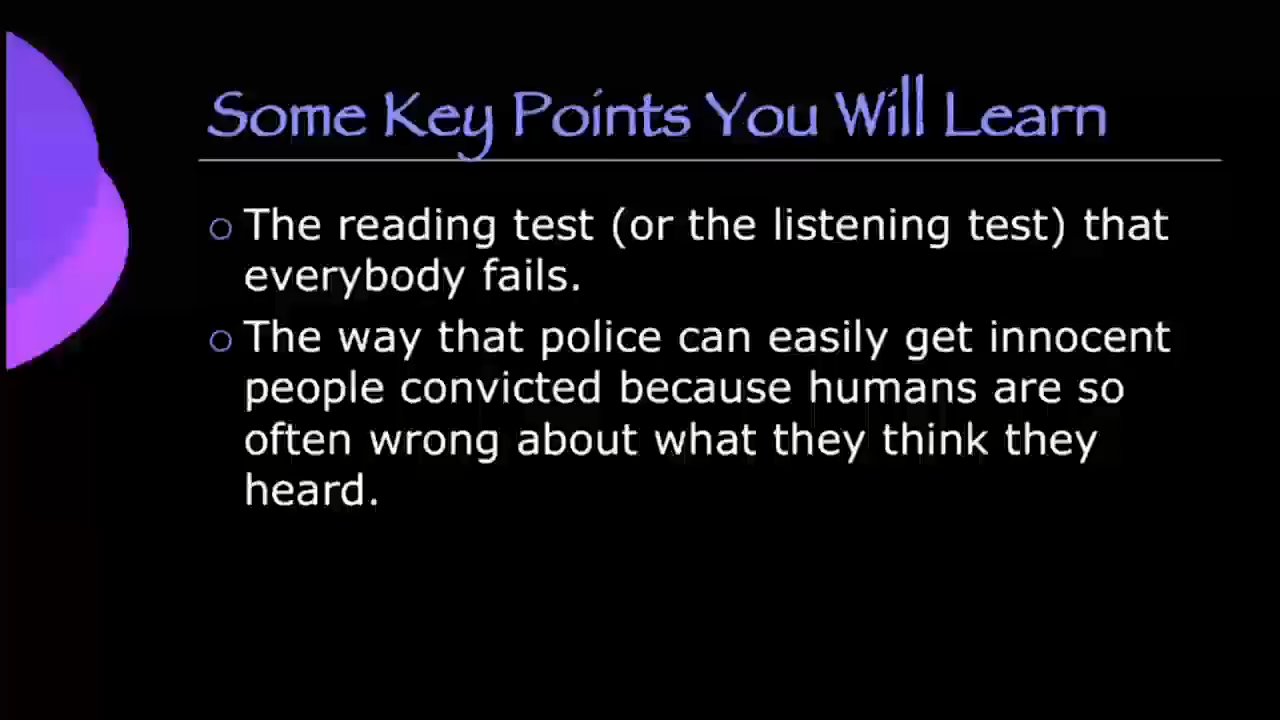 Some Key Points You Will Learn
The reading test (or the listening test) that
everybody fails.
The way that police can easily get innocent
people convicted because humans are so
often wrong about what they think they
heard.